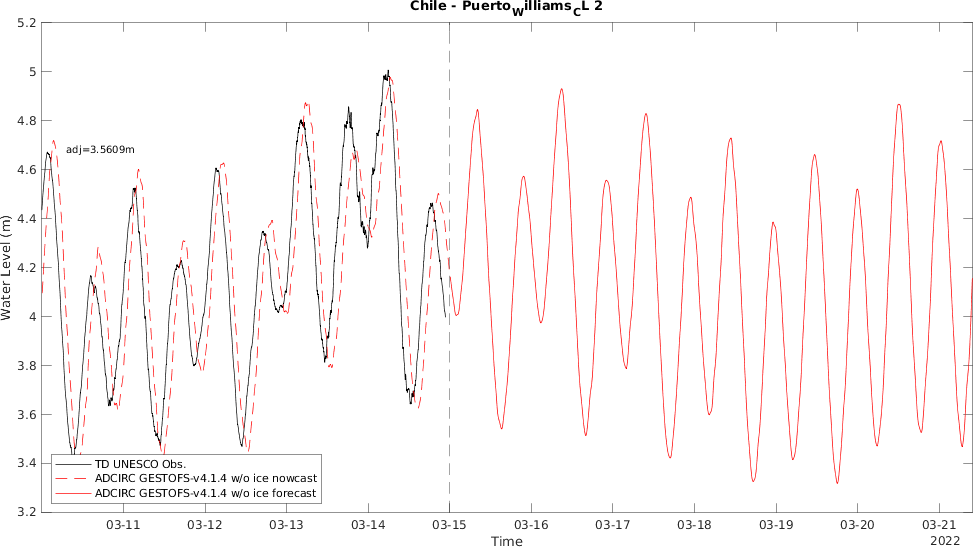 Chile - PuertoWilliamsCL 2
5.2
5
4.8
4.6
4.4
4.2
4
3.8
3.6
3.4
3.2
Water Level (m)
adj=3.5609m
TD UNESCO Obs.
ADCIRC GESTOFS-v4.1.4 w/o ice nowcast
ADCIRC GESTOFS-v4.1.4 w/o ice forecast
03-11 03-12 03-13 03-14 03-15 03-16 03-17 03-18 03-19 03-20 03-21
Time
2022